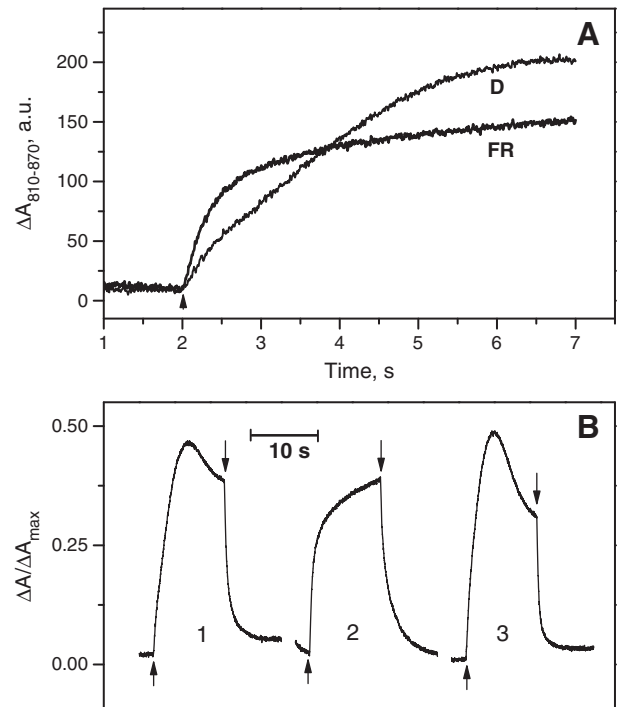 A
ΔA810-870, a.u.
200
150
100
50
0
D
FR
1 2 3 4 5 6 7
Time, s
B
ΔA/ΔAmax
0.50
0.25
0.00
10 s
1 2 3